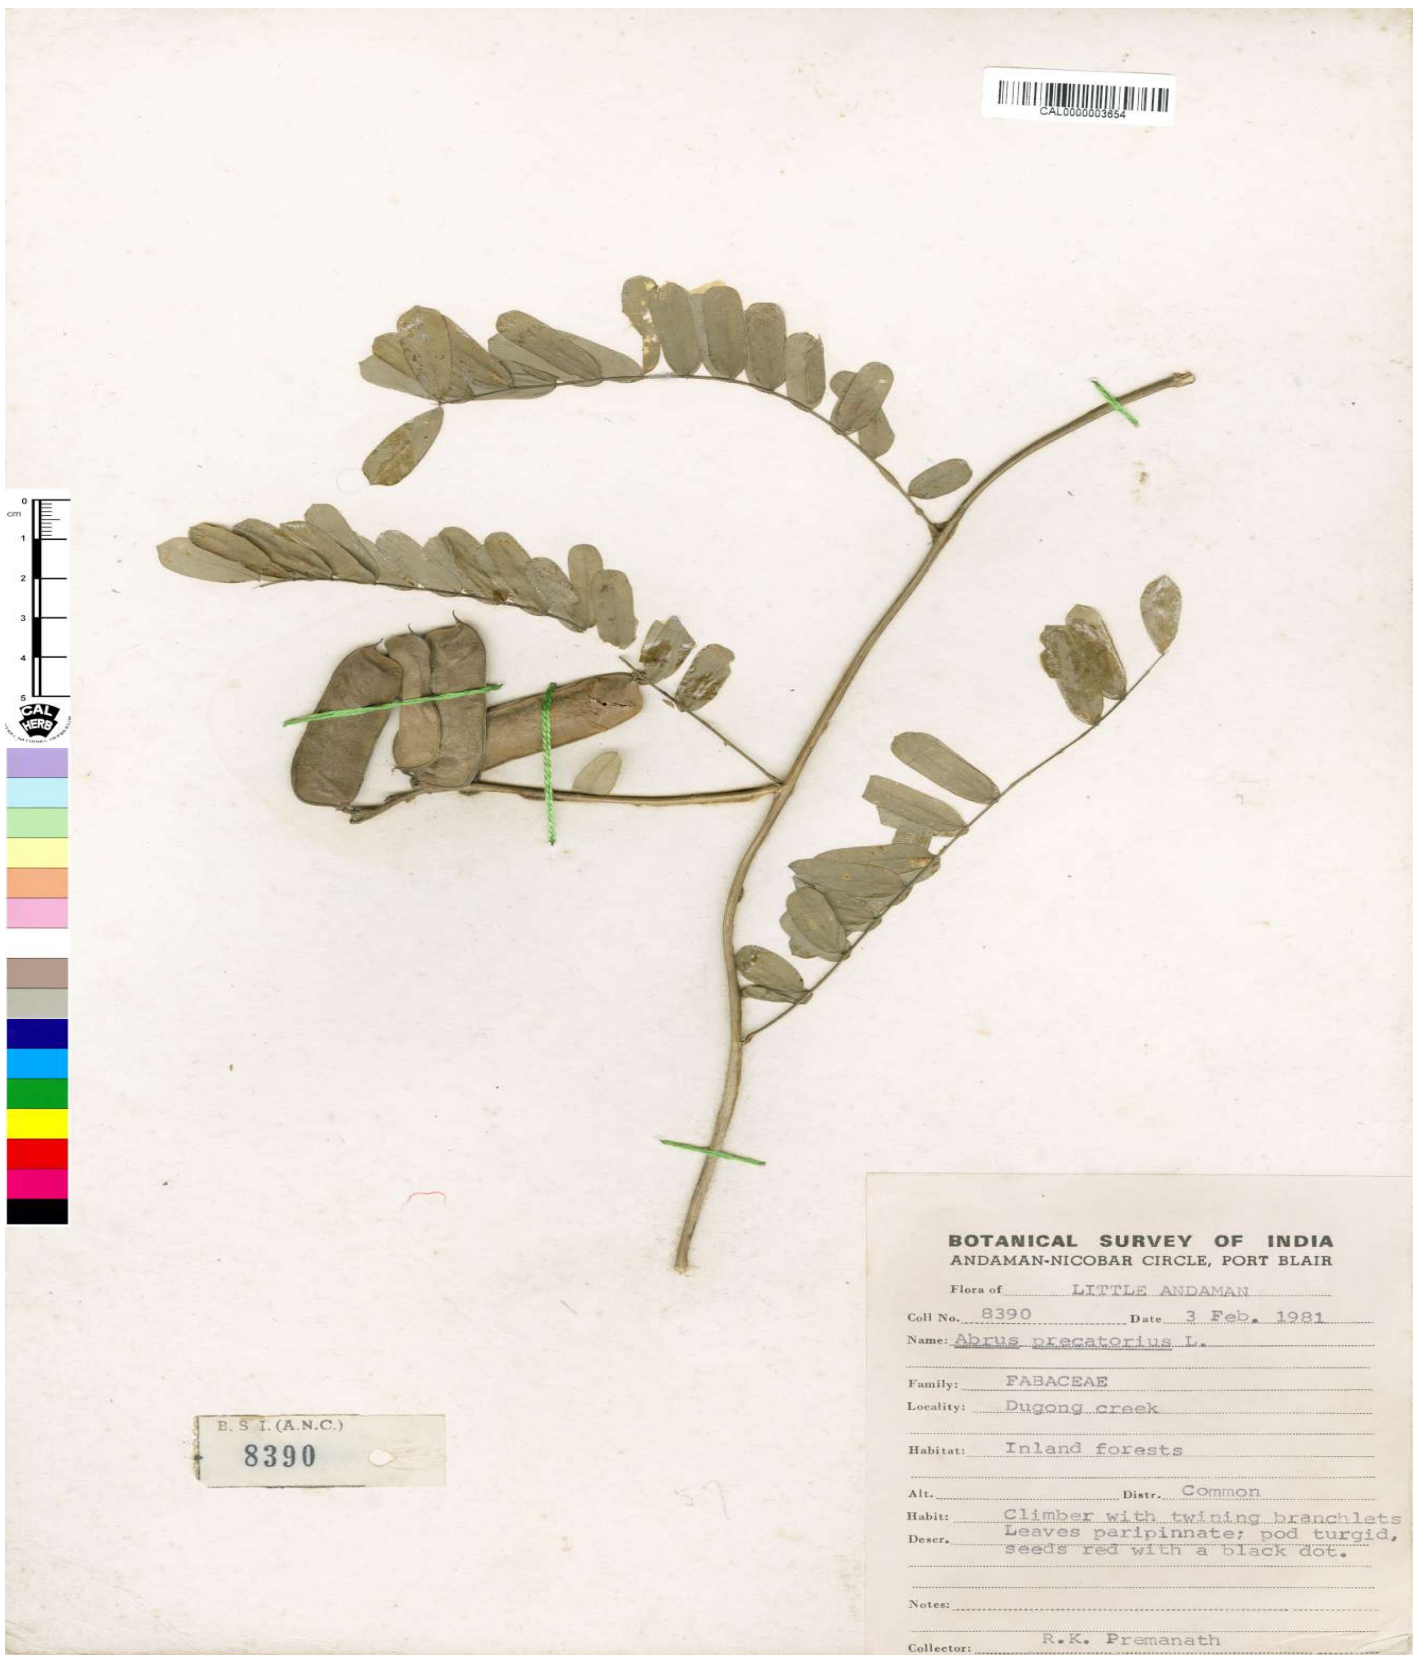 CAL0000003654
0
cm
1
2
3
4
5
CAL
HERB
BOTANICAL SURVEY OF INDIA
ANDAMAN-NICOBAR CIRCLE, PORT BLAIR
Flora of LITTLE ANDAMAN
Coll No. 8390 Date 3 Feb. 1981
Name: Abrus precatorius L.
Family: FABACEAE
Locality: Dugong creek
Habitat: Inland forests
Alt. Distr. Common
Habit: Climber with twining branchlets
Descr. Leaves paripinnate; pod turgid,
seeds red with a black dot.
Notes:
Collector: R.K. Premanath
B. S I. (A.N.C.)
8390
57